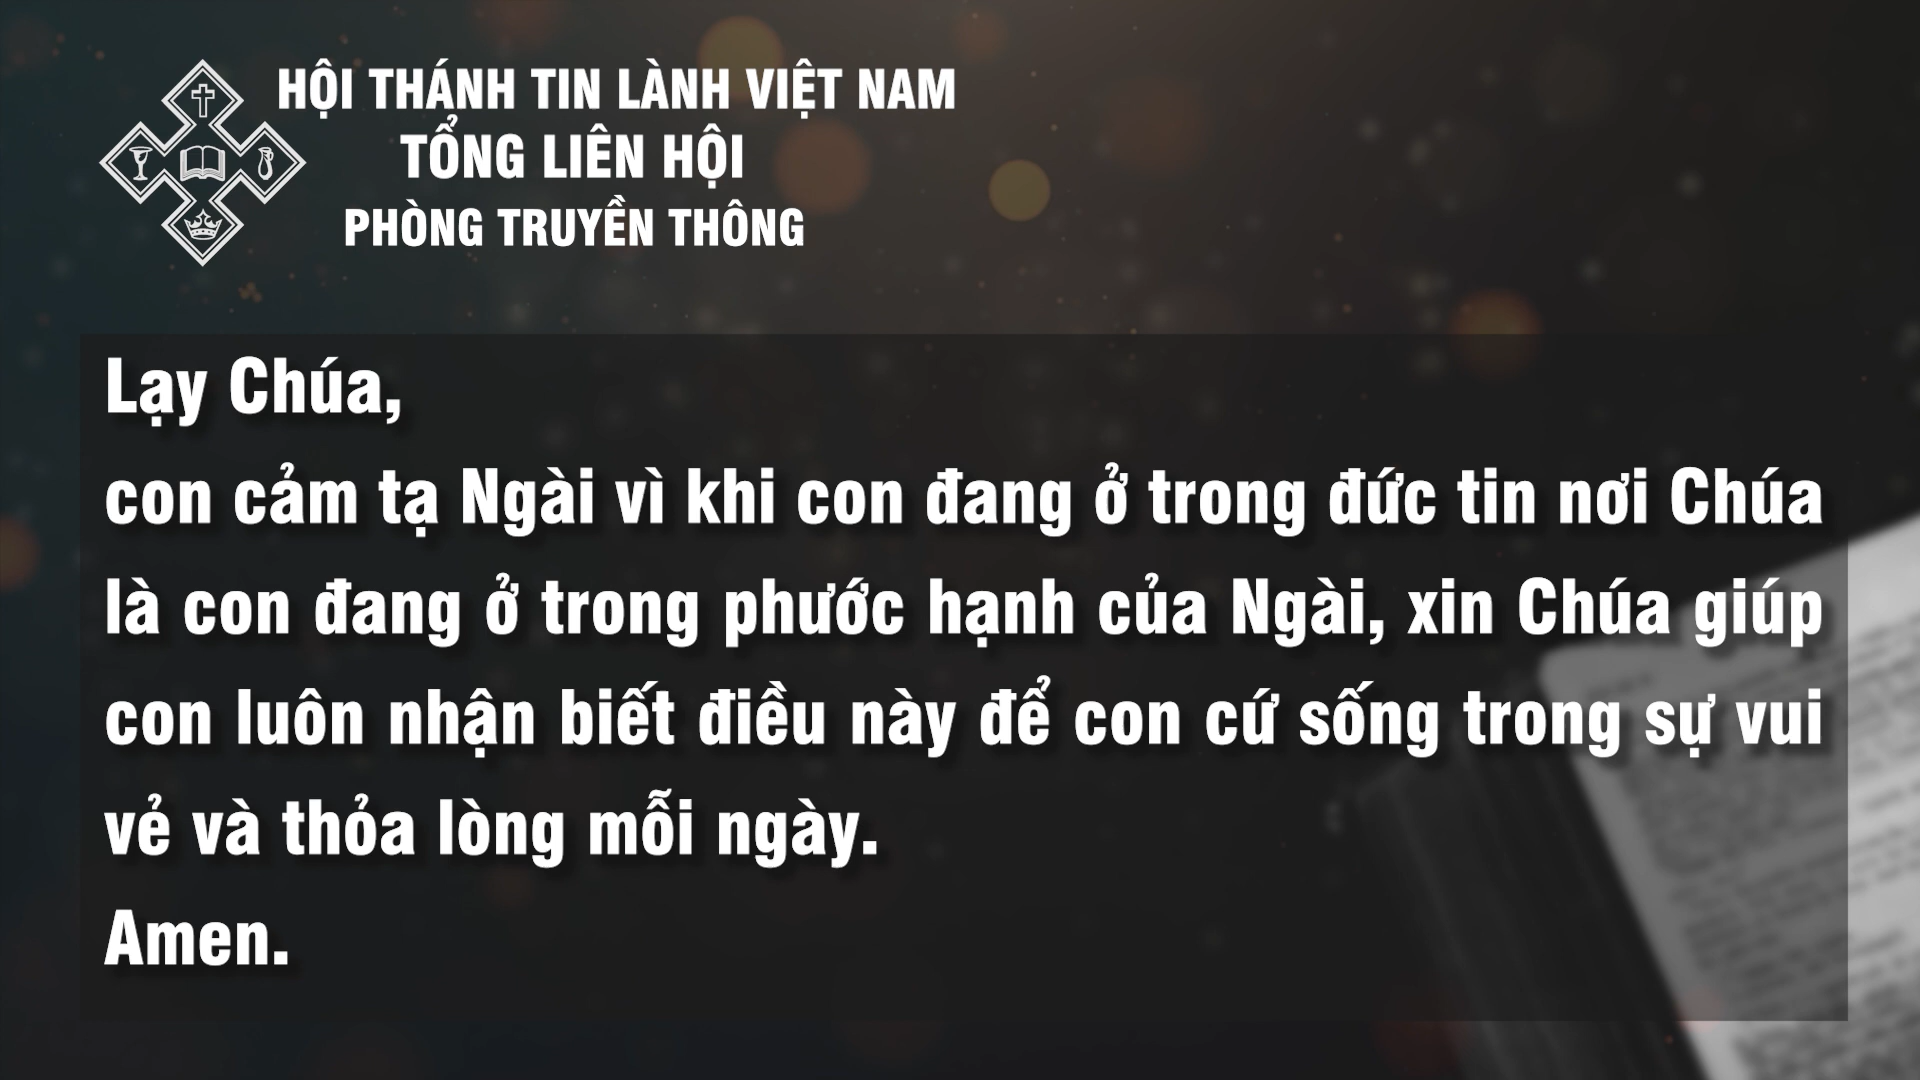 HỘI THÁNH TIN LÀNH VIỆT NAM
TỔNG LIÊN HỘI
PHÒNG TRUYỀN THÔNG
Lạy Chúa,
con cảm tạ Ngài vì khi con đang ở trong đức tin nơi Chúa
là con đang ở trong phước hạnh của Ngài, xin Chúa giúp
con luôn nhận biết điều này để con cứ sống trong sự vui
vẻ và thỏa lòng mỗi ngày.
Amen.